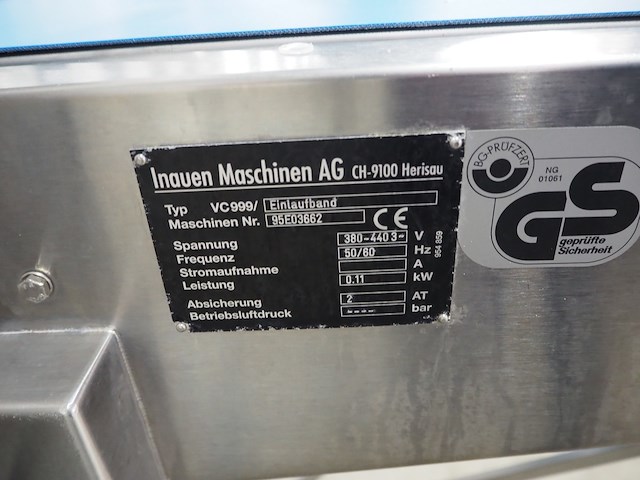 Inauen Maschinen AG CH-9100 Herisau
Typ VC999/ Einlaufband
Maschinen Nr. 95E03662 CE
Spannung 380-440 3~ V
Frequenz 50/60 Hz
Stromaufnahme A
Leistung 0.11 kW
Absicherung 2 AT
Betriebsluftdruck ---- bar
954 859
BG-PRÜFZERT
NG
01061
GS
geprüfte
Sicherheit